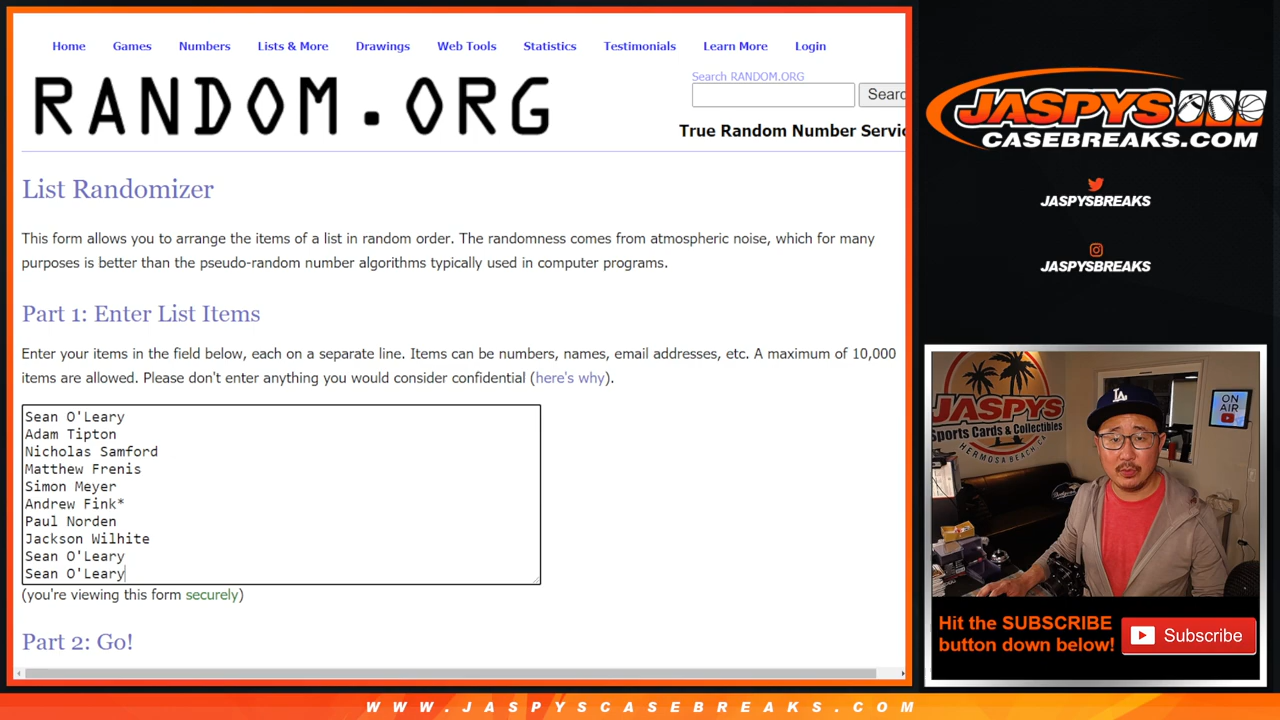 Home Games Numbers Lists & More Drawings Web Tools Statistics Testimonials Learn More Login
RANDOM.ORG
Search RANDOM.ORG
Searc
True Random Number Servic
List Randomizer
This form allows you to arrange the items of a list in random order. The randomness comes from atmospheric noise, which for many
purposes is better than the pseudo-random number algorithms typically used in computer programs.
Part 1: Enter List Items
Enter your items in the field below, each on a separate line. Items can be numbers, names, email addresses, etc. A maximum of 10,000
items are allowed. Please don't enter anything you would consider confidential (here's why).
Sean O'Leary
Adam Tipton
Nicholas Samford
Matthew Frenis
Simon Meyer
Andrew Fink*
Paul Norden
Jackson Wilhite
Sean O'Leary
Sean O'Leary
(you're viewing this form securely)
Part 2: Go!
JASPYS
CASEBREAKS.COM
JASPYSBREAKS
JASPYSBREAKS
JASPYS
Sports Cards & Collectibles
HERMOSA BEACH CA
LA
ON
AIR
Hit the SUBSCRIBE
button down below!
Subscribe
WWW.JASPYSCASEBREAKS.COM